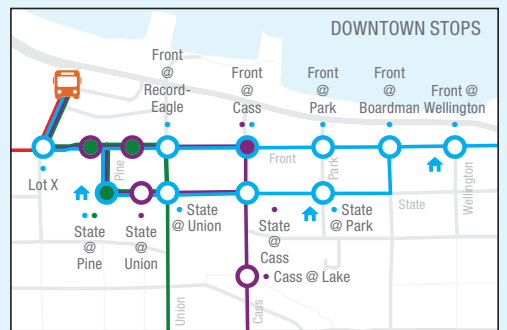 DOWNTOWN STOPS
Front
@
Record-
Eagle
Front
@
Cass
Front
@
Park
Front
@
Boardman
Front @
Wellington
Lot X
Pine
Front
Park
Wellington
State
@
Pine
State
@
Union
State
@ Union
State
@
Cass
State
@ Park
State
Cass @ Lake
Union
Cass